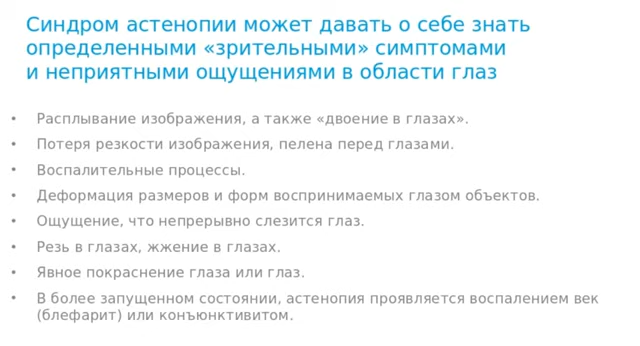 Синдром астенопии может давать о себе знать
определенными «зрительными» симптомами
и неприятными ощущениями в области глаз
• Расплывание изображения, а также «двоение в глазах».
• Потеря резкости изображения, пелена перед глазами.
• Воспалительные процессы.
• Деформация размеров и форм воспринимаемых глазом объектов.
• Ощущение, что непрерывно слезится глаз.
• Резь в глазах, жжение в глазах.
• Явное покраснение глаза или глаз.
• В более запущенном состоянии, астенопия проявляется воспалением век
(блефарит) или конъюнктивитом.